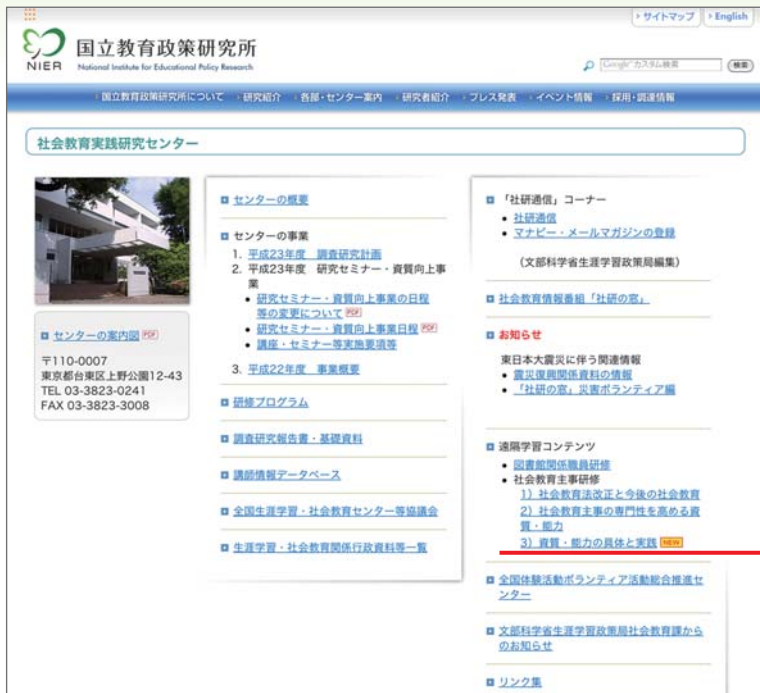 サイトマップ
English
NIER
国立教育政策研究所
National Institute for Educational Policy Research
Google カスタム検索
検索
国立教育政策研究所について
研究紹介
各部・センター案内
研究者紹介
プレス発表
イベント情報
採用・調達情報
社会教育実践研究センター
センターの案内図 PDF
〒110-0007
東京都台東区上野公園12-43
TEL 03-3823-0241
FAX 03-3823-3008
センターの概要
センターの事業
1. 平成23年度 調査研究計画
2. 平成23年度 研究セミナー・資質向上事
業
• 研究セミナー・資質向上事業の日程
等の変更について PDF
• 研究セミナー・資質向上事業日程 PDF
• 講座・セミナー等実施要項等
3. 平成22年度 事業概要
研修プログラム
調査研究報告書・基礎資料
講師情報データベース
全国生涯学習・社会教育センター等協議会
生涯学習・社会教育関係行政資料等一覧
「社研通信」コーナー
• 社研通信
• マナビー・メールマガジンの登録
(文部科学省生涯学習政策局編集)
社会教育情報番組「社研の窓」
お知らせ
東日本大震災に伴う関連情報
• 震災復興関係資料の情報
• 「社研の窓」災害ボランティア編
遠隔学習コンテンツ
• 図書館関係職員研修
• 社会教育主事研修
1）社会教育法改正と今後の社会教育
2）社会教育主事の専門性を高める資
質・能力
3）資質・能力の具体と実践 NEW
全国体験活動ボランティア活動総合推進セ
ンター
文部科学省生涯学習政策局社会教育課から
のお知らせ
リンク集